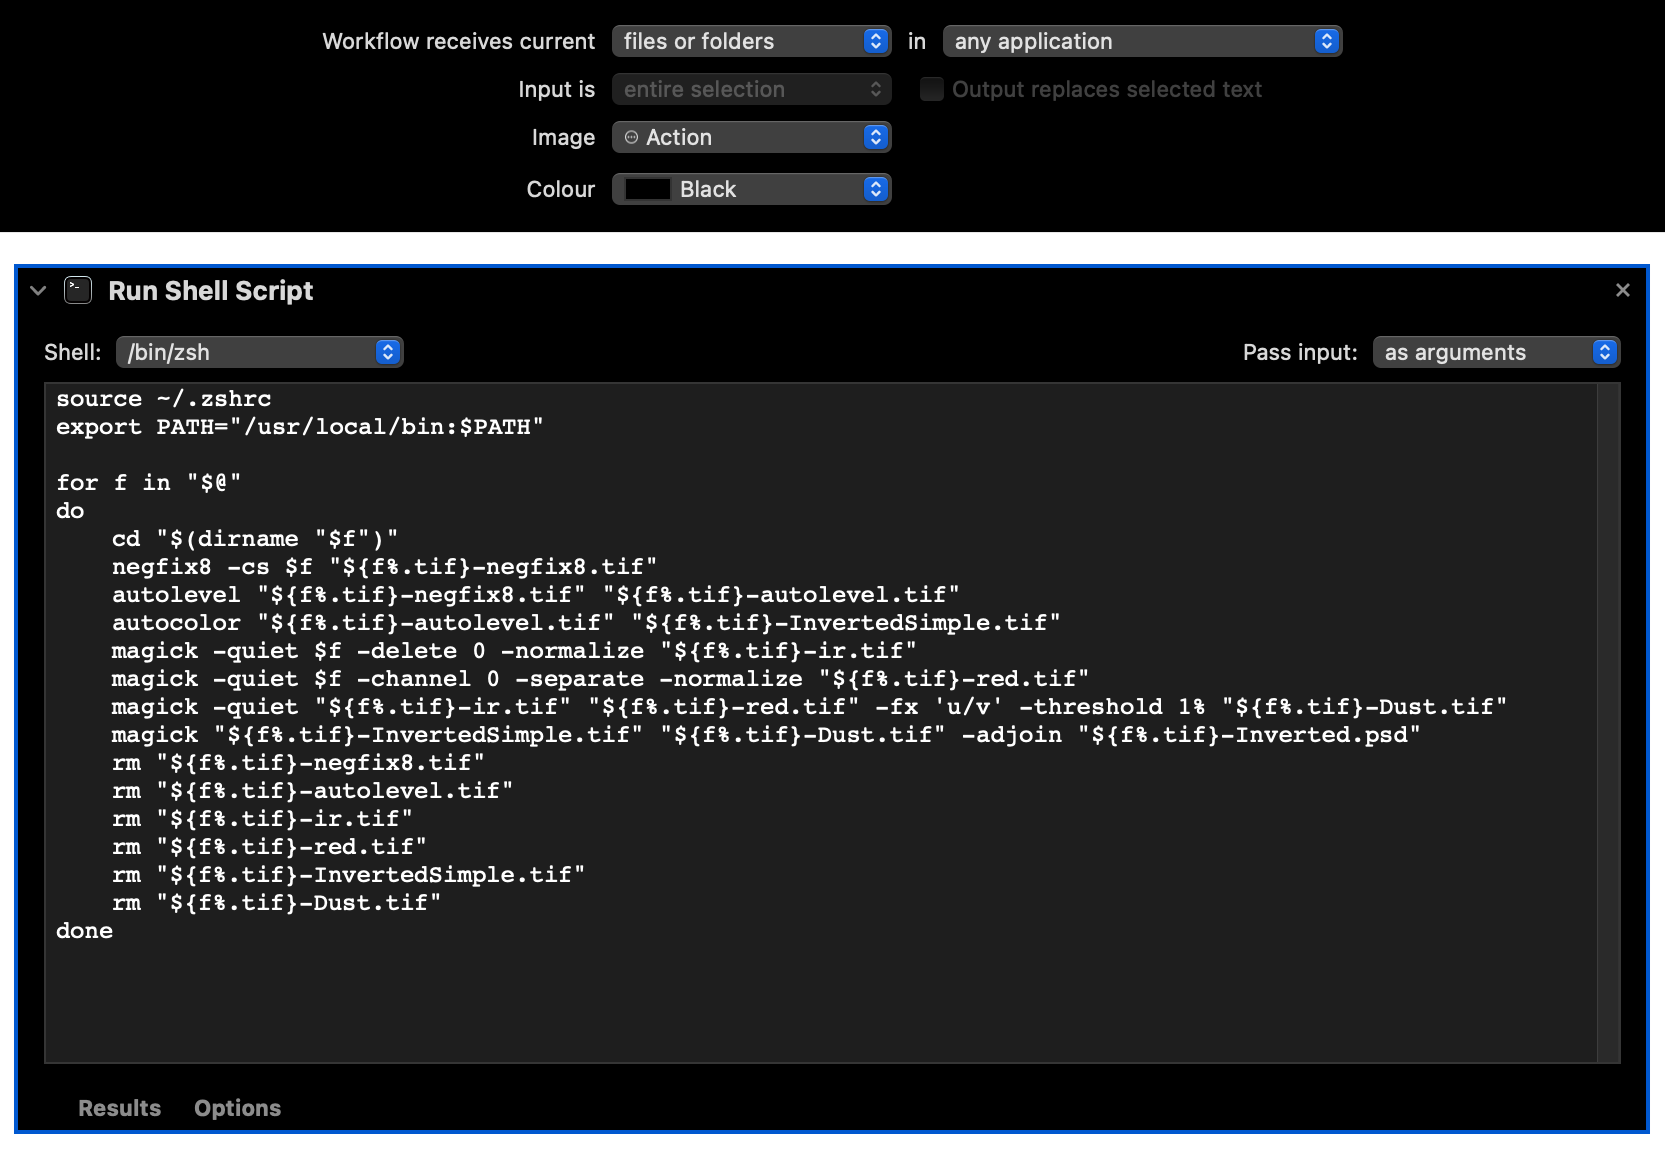 Workflow receives current files or folders in any application
Input is entire selection Output replaces selected text
Image Action
Colour Black
Run Shell Script
Shell: /bin/zsh Pass input: as arguments
source ~/.zshrc
export PATH="/usr/local/bin:$PATH"
for f in "$@"
do
cd "$(dirname "$f")"
negfix8 -cs $f "${f%.tif}-negfix8.tif"
autolevel "${f%.tif}-negfix8.tif" "${f%.tif}-autolevel.tif"
autocolor "${f%.tif}-autolevel.tif" "${f%.tif}-InvertedSimple.tif"
magick -quiet $f -delete 0 -normalize "${f%.tif}-ir.tif"
magick -quiet $f -channel 0 -separate -normalize "${f%.tif}-red.tif"
magick -quiet "${f%.tif}-ir.tif" "${f%.tif}-red.tif" -fx 'u/v' -threshold 1% "${f%.tif}-Dust.tif"
magick "${f%.tif}-InvertedSimple.tif" "${f%.tif}-Dust.tif" -adjoin "${f%.tif}-Inverted.psd"
rm "${f%.tif}-negfix8.tif"
rm "${f%.tif}-autolevel.tif"
rm "${f%.tif}-ir.tif"
rm "${f%.tif}-red.tif"
rm "${f%.tif}-InvertedSimple.tif"
rm "${f%.tif}-Dust.tif"
done
Results Options